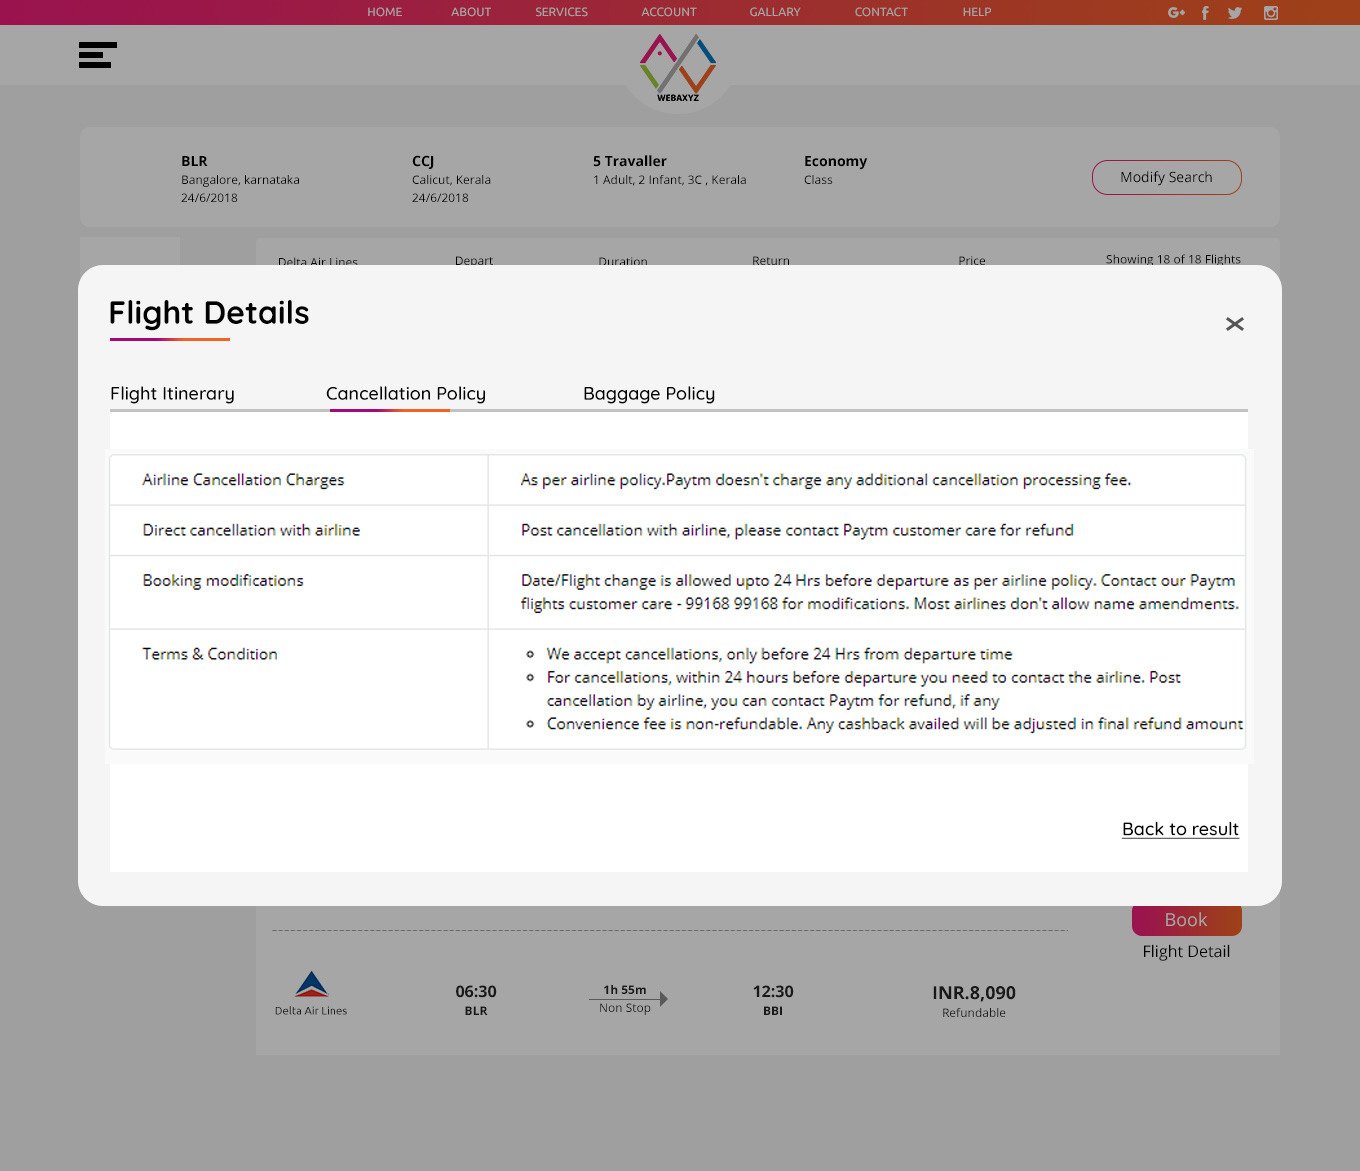 HOME ABOUT SERVICES ACCOUNT GALLARY CONTACT HELP G+
WEBAXYZ
BLR CCJ 5 Travaller Economy
Bangalore, karnataka Calicut, Kerala 1 Adult, 2 Infant, 3C , Kerala Class
24/6/2018 24/6/2018
Modify Search
Delta Air Lines Depart Duration Return Price Showing 18 of 18 Flights
Flight Details
Flight Itinerary Cancellation Policy Baggage Policy
Airline Cancellation Charges As per airline policy.Paytm doesn't charge any additional cancellation processing fee.
Direct cancellation with airline Post cancellation with airline, please contact Paytm customer care for refund
Booking modifications Date/Flight change is allowed upto 24 Hrs before departure as per airline policy. Contact our Paytm
flights customer care - 99168 99168 for modifications. Most airlines don't allow name amendments.
Terms & Condition We accept cancellations, only before 24 Hrs from departure time
For cancellations, within 24 hours before departure you need to contact the airline. Post
cancellation by airline, you can contact Paytm for refund, if any
Convenience fee is non-refundable. Any cashback availed will be adjusted in final refund amount
Back to result
Book
Flight Detail
06:30 1h 55m 12:30 INR.8,090
Delta Air Lines BLR Non Stop BBI Refundable